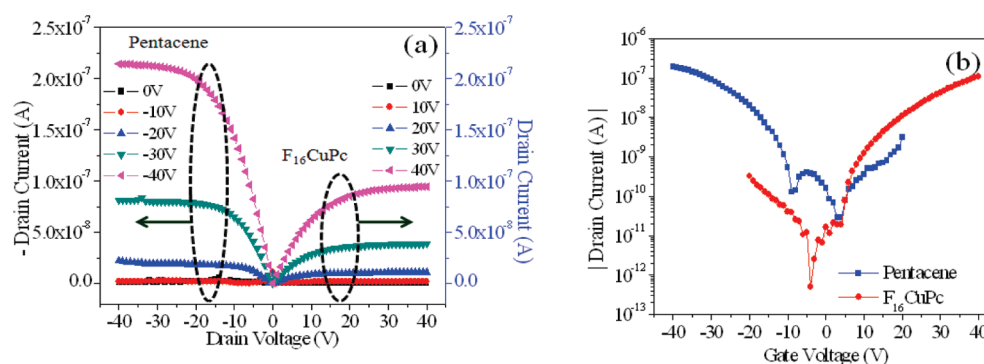 (a)
Pentacene
F₁₆CuPc
2.5x10⁻⁷
2.0x10⁻⁷
1.5x10⁻⁷
1.0x10⁻⁷
5.0x10⁻⁸
0.0
-Drain Current (A)
0V
-10V
-20V
-30V
-40V
0V
10V
20V
30V
40V
2.5x10⁻⁷
2.0x10⁻⁷
1.5x10⁻⁷
1.0x10⁻⁷
5.0x10⁻⁸
0.0
Drain Current (A)
-40 -30 -20 -10 0 10 20 30 40
Drain Voltage (V)
(b)
10⁻⁶
10⁻⁷
10⁻⁸
10⁻⁹
10⁻¹⁰
10⁻¹¹
10⁻¹²
10⁻¹³
| Drain Current (A) |
Pentacene
F₁₆CuPc
-40 -30 -20 -10 0 10 20 30 40
Gate Voltage (V)